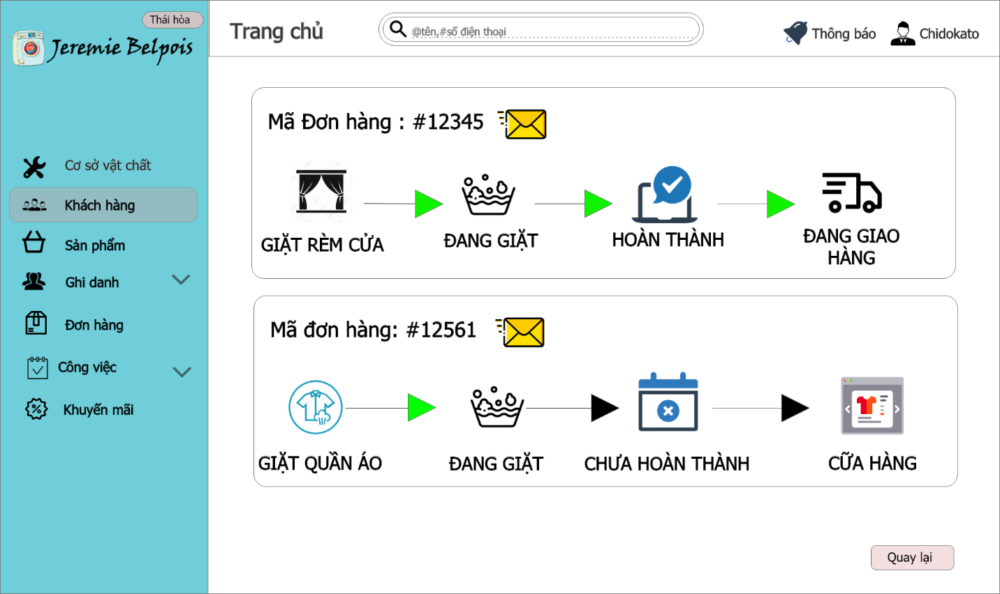 Thái hòa
Jeremie Belpois
Trang chủ
@tên,#số điện thoại
Thông báo
Chidokato
Cơ sở vật chất
Khách hàng
Sản phẩm
Ghi danh
Đơn hàng
Công việc
Khuyến mãi
Mã Đơn hàng : #12345
GIẶT RÈM CỬA
ĐANG GIẶT
HOÀN THÀNH
ĐANG GIAO
HÀNG
Mã đơn hàng: #12561
GIẶT QUẦN ÁO
ĐANG GIẶT
CHƯA HOÀN THÀNH
CỮA HÀNG
Quay lại